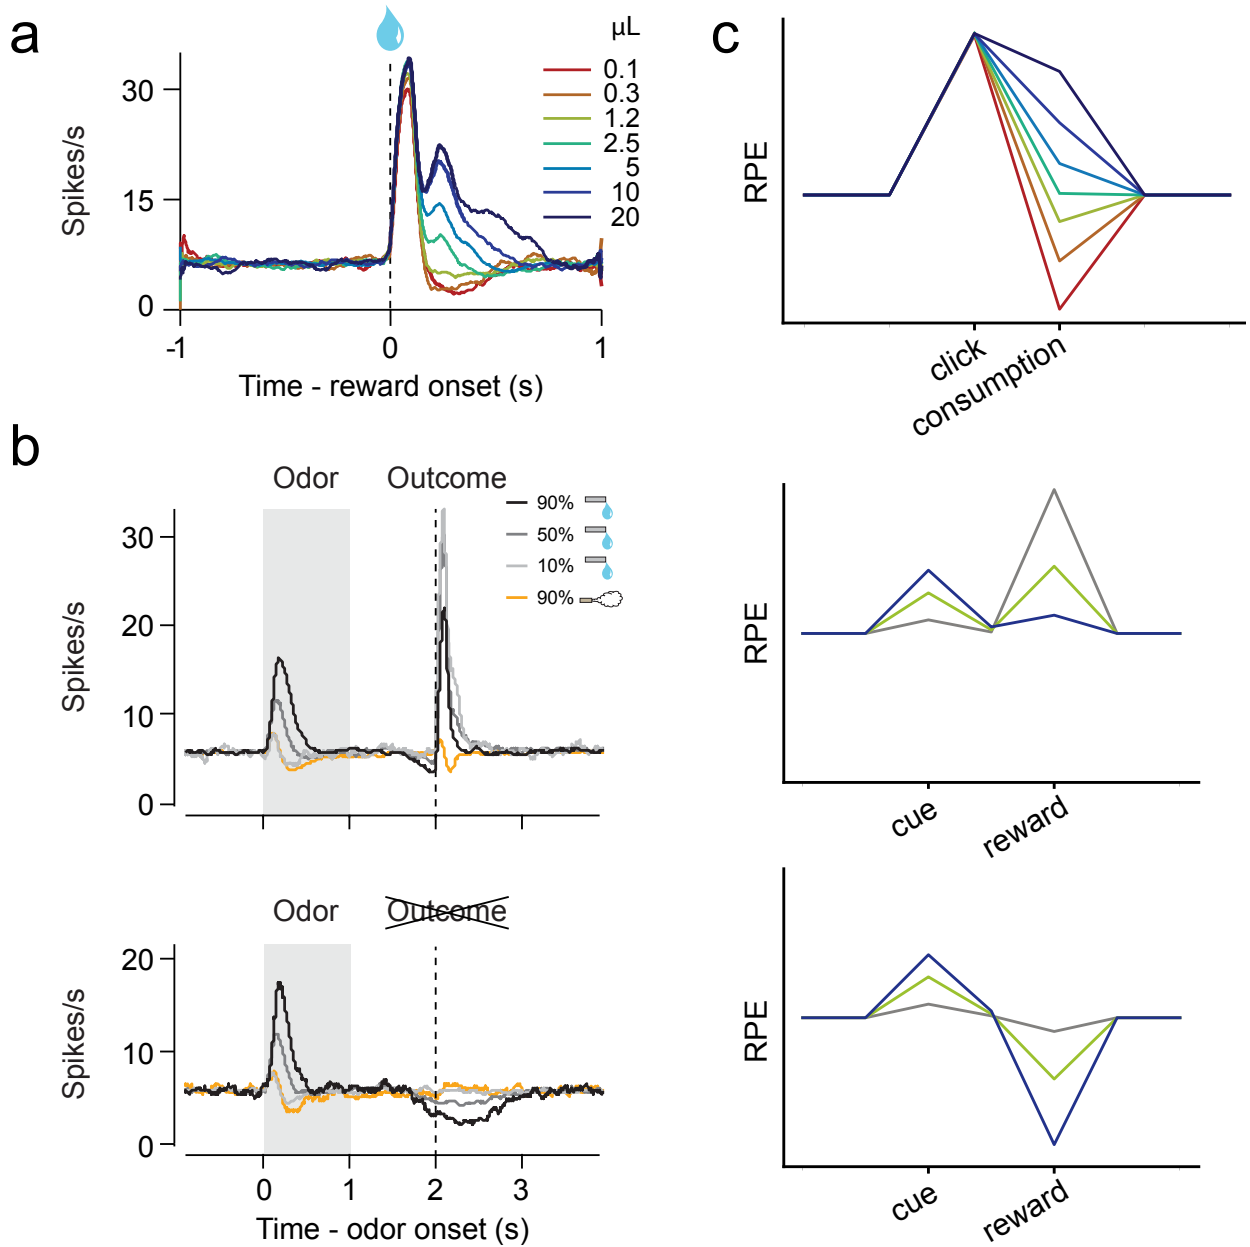 a
µL
0.1
0.3
1.2
2.5
5
10
20
30
15
0
Spikes/s
-1
0
1
Time - reward onset (s)
b
Odor
Outcome
90%
50%
10%
90%
30
20
10
0
Spikes/s
Odor
Outcome
20
10
0
Spikes/s
0
1
2
3
Time - odor onset (s)
c
RPE
click
consumption
RPE
cue
reward
RPE
cue
reward